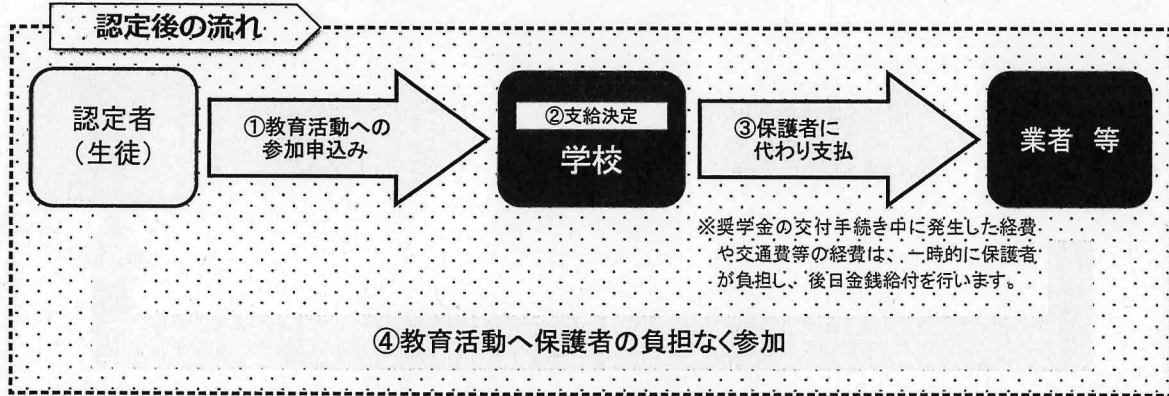 認定後の流れ
認定者
（生徒）
①教育活動への
参加申込み
②支給決定
学校
③保護者に
代わり支払
業者 等
※奨学金の交付手続き中に発生した経費
や交通費等の経費は、一時的に保護者
が負担し、後日金銭給付を行います。
④教育活動へ保護者の負担なく参加